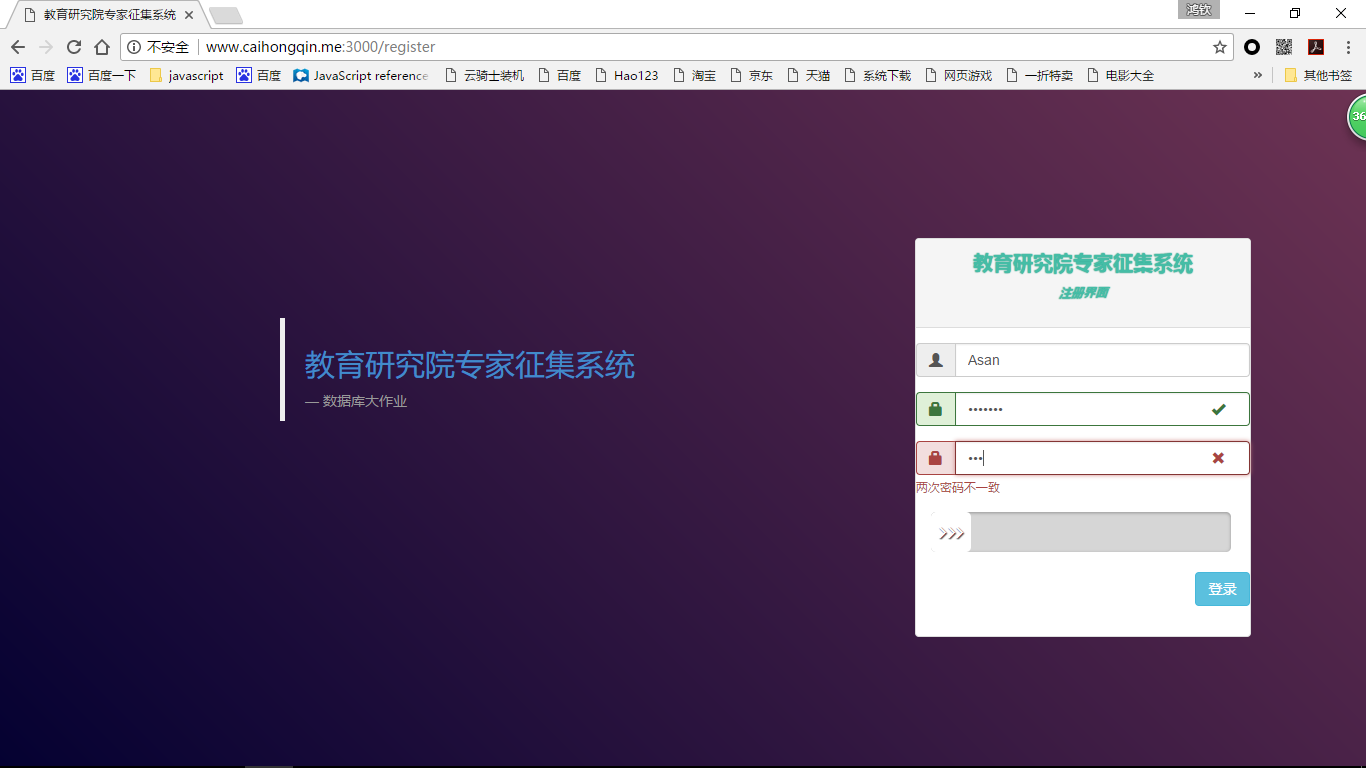 教育研究院专家征集系统
鸿钦
不安全 www.caihongqin.me:3000/register
百度 百度一下 javascript 百度 JavaScript reference 云骑士装机 百度 Hao123 淘宝 京东 天猫 系统下载 网页游戏 一折特卖 电影大全 » 其他书签
36
教育研究院专家征集系统
注册界面
Asan
教育研究院专家征集系统
— 数据库大作业
两次密码不一致
登录